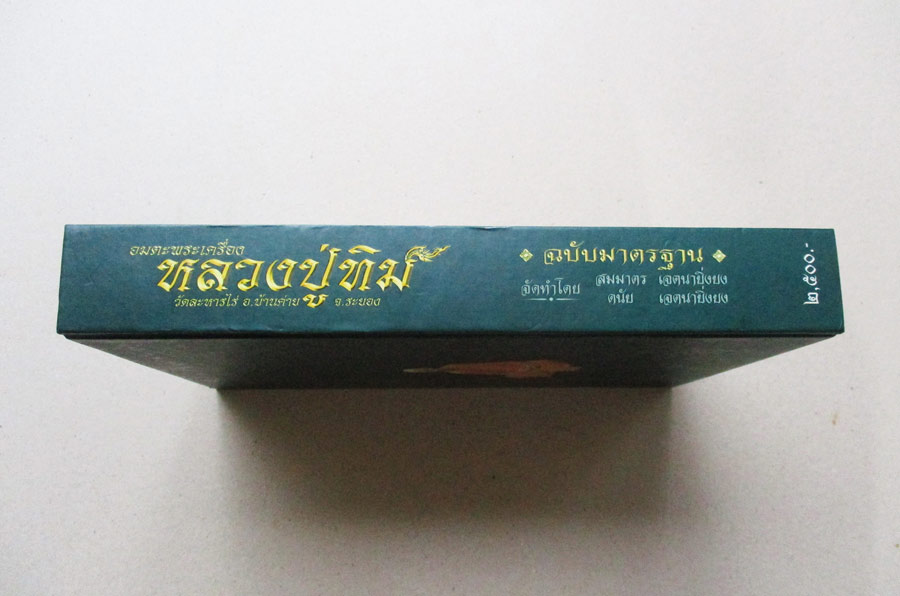 อมตะพระเครื่อง
หลวงปู่ทิม
วัดละหารไร่ อ.บ้านค่าย จ.ระยอง
ฉบับมาตรฐาน
จัดทำโดย
สมมาตร เจตนายิ่งยง
ดนัย เจตนายิ่งยง
๒,๕๐๐.-